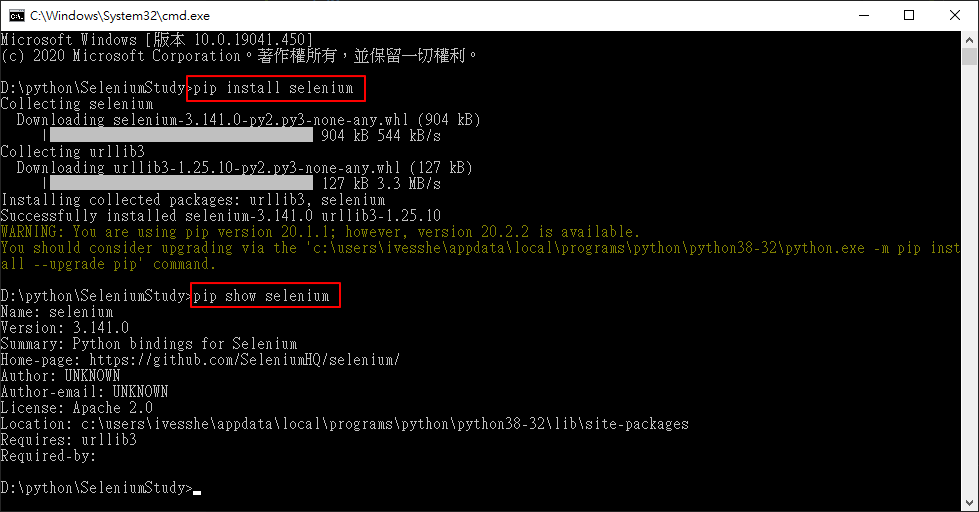 C:\Windows\System32\cmd.exe
Microsoft Windows [版本 10.0.19041.450]
(c) 2020 Microsoft Corporation。著作權所有，並保留一切權利。
D:\python\SeleniumStudy>pip install selenium
Collecting selenium
Downloading selenium-3.141.0-py2.py3-none-any.whl (904 kB)
| 904 kB 544 kB/s
Collecting urllib3
Downloading urllib3-1.25.10-py2.py3-none-any.whl (127 kB)
| 127 kB 3.3 MB/s
Installing collected packages: urllib3, selenium
Successfully installed selenium-3.141.0 urllib3-1.25.10
WARNING: You are using pip version 20.1.1; however, version 20.2.2 is available.
You should consider upgrading via the 'c:\users\ivesshe\appdata\local\programs\python\python38-32\python.exe -m pip inst
all --upgrade pip' command.
D:\python\SeleniumStudy>pip show selenium
Name: selenium
Version: 3.141.0
Summary: Python bindings for Selenium
Home-page: https://github.com/SeleniumHQ/selenium/
Author: UNKNOWN
Author-email: UNKNOWN
License: Apache 2.0
Location: c:\users\ivesshe\appdata\local\programs\python\python38-32\lib\site-packages
Requires: urllib3
Required-by:
D:\python\SeleniumStudy>